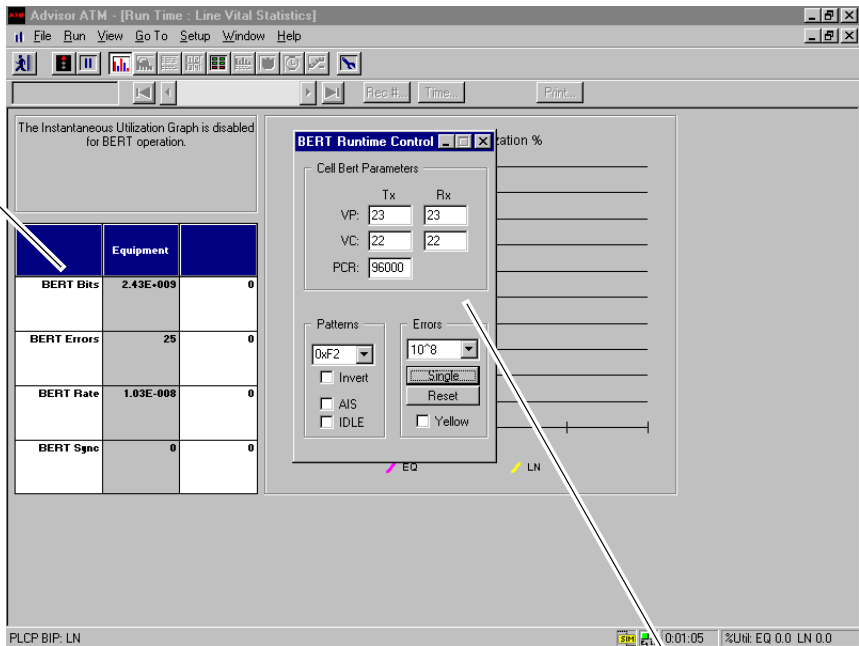 ATM Advisor ATM - [Run Time : Line Vital Statistics]
File Run View Go To Setup Window Help
Rec #... Time... Print...
The Instantaneous Utilization Graph is disabled
for BERT operation.
zation %
BERT Runtime Control
Cell Bert Parameters
Tx Rx
VP: 23 23
VC: 22 22
PCR: 96000
Patterns
0xF2
Invert
AIS
IDLE
Errors
10^8
Single
Reset
Yellow
Equipment
BERT Bits 2.43E+009 0
BERT Errors 25 0
BERT Rate 1.03E-008 0
BERT Sync 0 0
EQ LN
PLCP BIP: LN SIM 0:01:05 %Util: EQ 0.0 LN 0.0